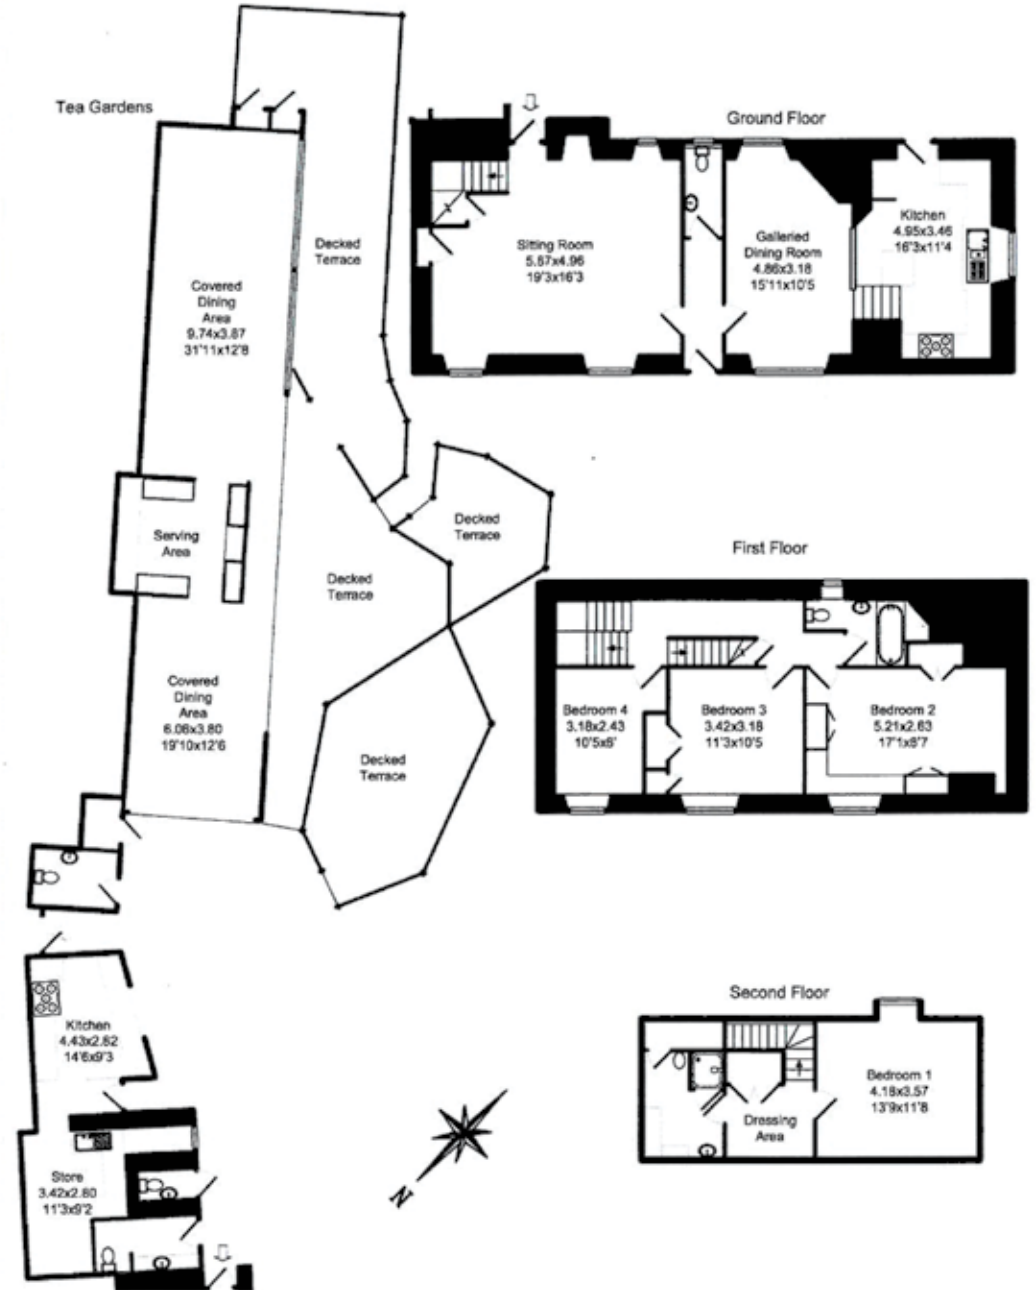 Tea Gardens
Ground Floor
Decked
Terrace
Covered
Dining
Area
9.74x3.87
31'11x12'8
Sitting Room
5.87x4.96
19'3x16'3
Galleried
Dining Room
4.86x3.18
15'11x10'5
Kitchen
4.95x3.46
16'3x11'4
Serving
Area
Decked
Terrace
Decked
Terrace
First Floor
Covered
Dining
Area
6.06x3.80
19'10x12'6
Decked
Terrace
Bedroom 4
3.18x2.43
10'5x8'
Bedroom 3
3.42x3.18
11'3x10'5
Bedroom 2
5.21x2.63
17'1x8'7
Second Floor
Kitchen
4.43x2.82
14'6x9'3
Bedroom 1
4.18x3.57
13'9x11'8
Dressing
Area
Store
3.42x2.80
11'3x9'2
N